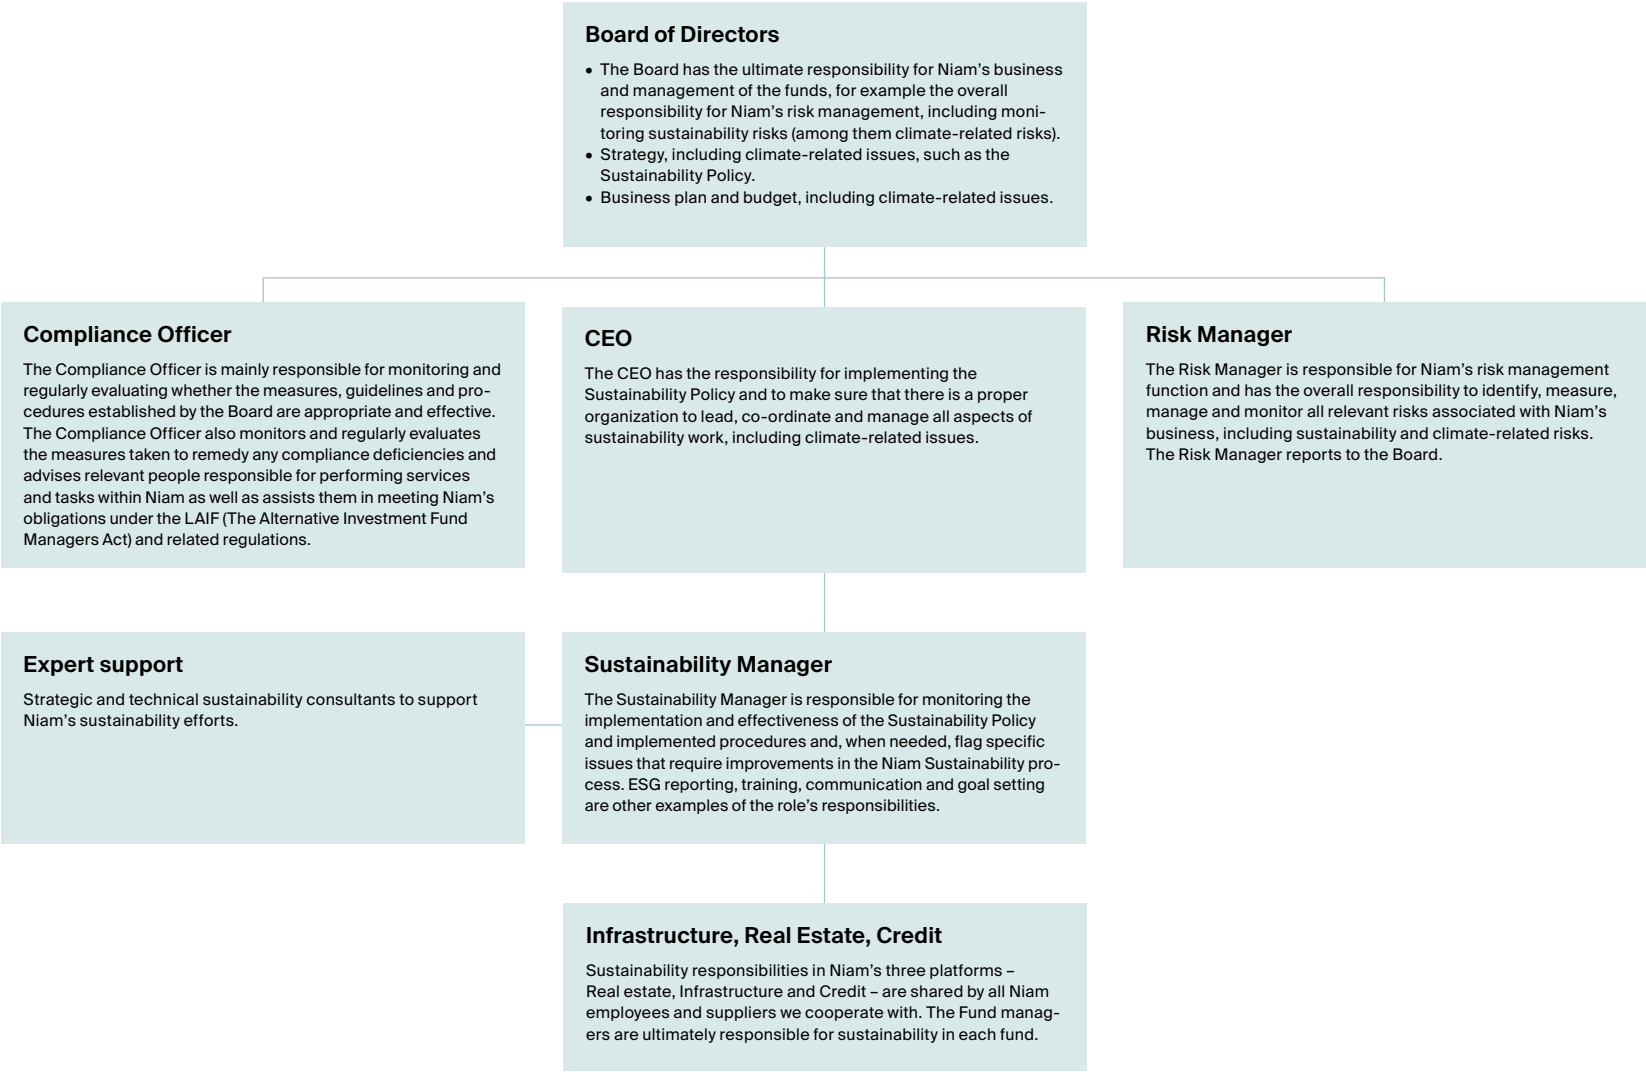 Board of Directors
• The Board has the ultimate responsibility for Niam’s business
and management of the funds, for example the overall
responsibility for Niam’s risk management, including moni-
toring sustainability risks (among them climate-related risks).
• Strategy, including climate-related issues, such as the
Sustainability Policy.
• Business plan and budget, including climate-related issues.
Compliance Officer
The Compliance Officer is mainly responsible for monitoring and
regularly evaluating whether the measures, guidelines and pro-
cedures established by the Board are appropriate and effective.
The Compliance Officer also monitors and regularly evaluates
the measures taken to remedy any compliance deficiencies and
advises relevant people responsible for performing services
and tasks within Niam as well as assists them in meeting Niam’s
obligations under the LAIF (The Alternative Investment Fund
Managers Act) and related regulations.
CEO
The CEO has the responsibility for implementing the
Sustainability Policy and to make sure that there is a proper
organization to lead, co-ordinate and manage all aspects of
sustainability work, including climate-related issues.
Risk Manager
The Risk Manager is responsible for Niam’s risk management
function and has the overall responsibility to identify, measure,
manage and monitor all relevant risks associated with Niam’s
business, including sustainability and climate-related risks.
The Risk Manager reports to the Board.
Expert support
Strategic and technical sustainability consultants to support
Niam’s sustainability efforts.
Sustainability Manager
The Sustainability Manager is responsible for monitoring the
implementation and effectiveness of the Sustainability Policy
and implemented procedures and, when needed, flag specific
issues that require improvements in the Niam Sustainability pro-
cess. ESG reporting, training, communication and goal setting
are other examples of the role’s responsibilities.
Infrastructure, Real Estate, Credit
Sustainability responsibilities in Niam’s three platforms –
Real estate, Infrastructure and Credit – are shared by all Niam
employees and suppliers we cooperate with. The Fund manag-
ers are ultimately responsible for sustainability in each fund.